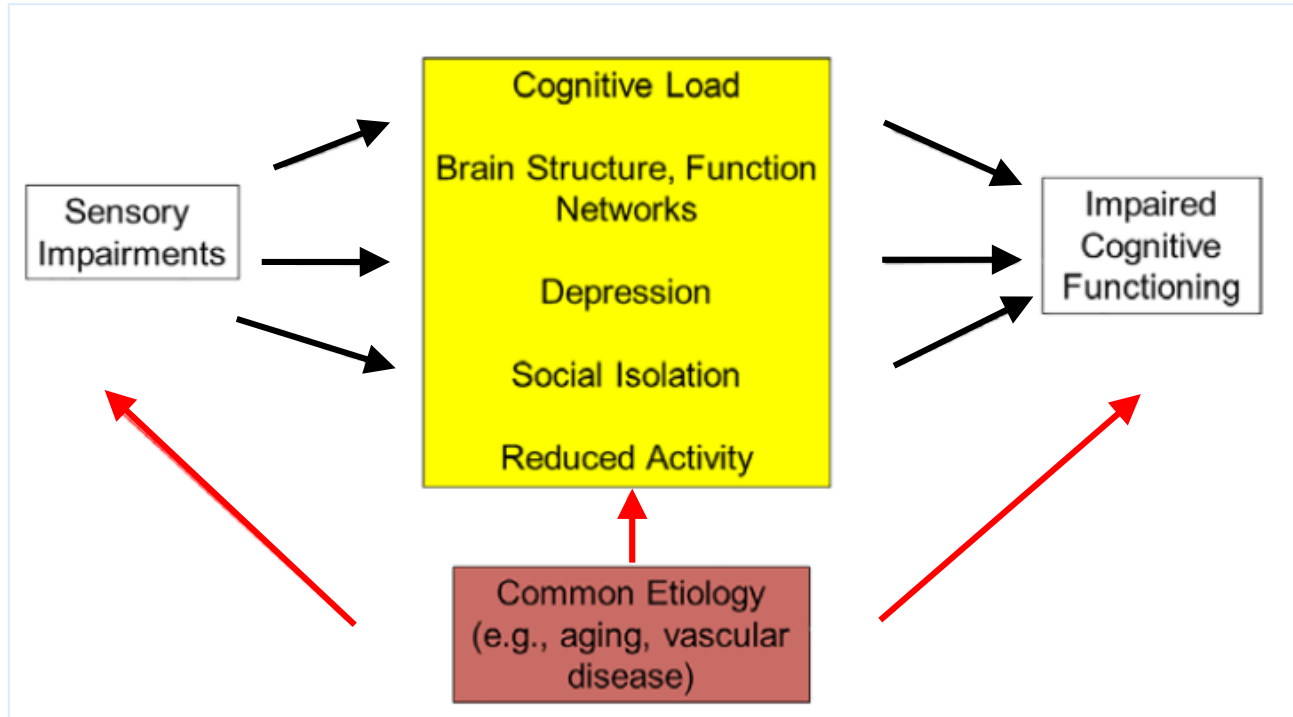 Sensory
Impairments
Cognitive Load
Brain Structure, Function
Networks
Depression
Social Isolation
Reduced Activity
Impaired
Cognitive
Functioning
Common Etiology
(e.g., aging, vascular
disease)